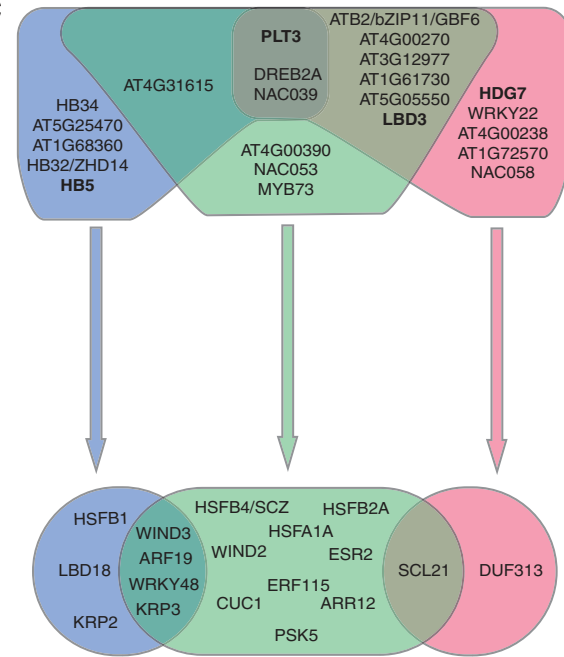 HB34
AT5G25470
AT1G68360
HB32/ZHD14
HB5
AT4G31615
PLT3
DREB2A
NAC039
ATB2/bZIP11/GBF6
AT4G00270
AT3G12977
AT1G61730
AT5G05550
LBD3
AT4G00390
NAC053
MYB73
HDG7
WRKY22
AT4G00238
AT1G72570
NAC058
HSFB1
LBD18
KRP2
WIND3
ARF19
WRKY48
KRP3
HSFB4/SCZ
HSFB2A
HSFA1A
WIND2
ESR2
ERF115
CUC1
ARR12
PSK5
SCL21
DUF313